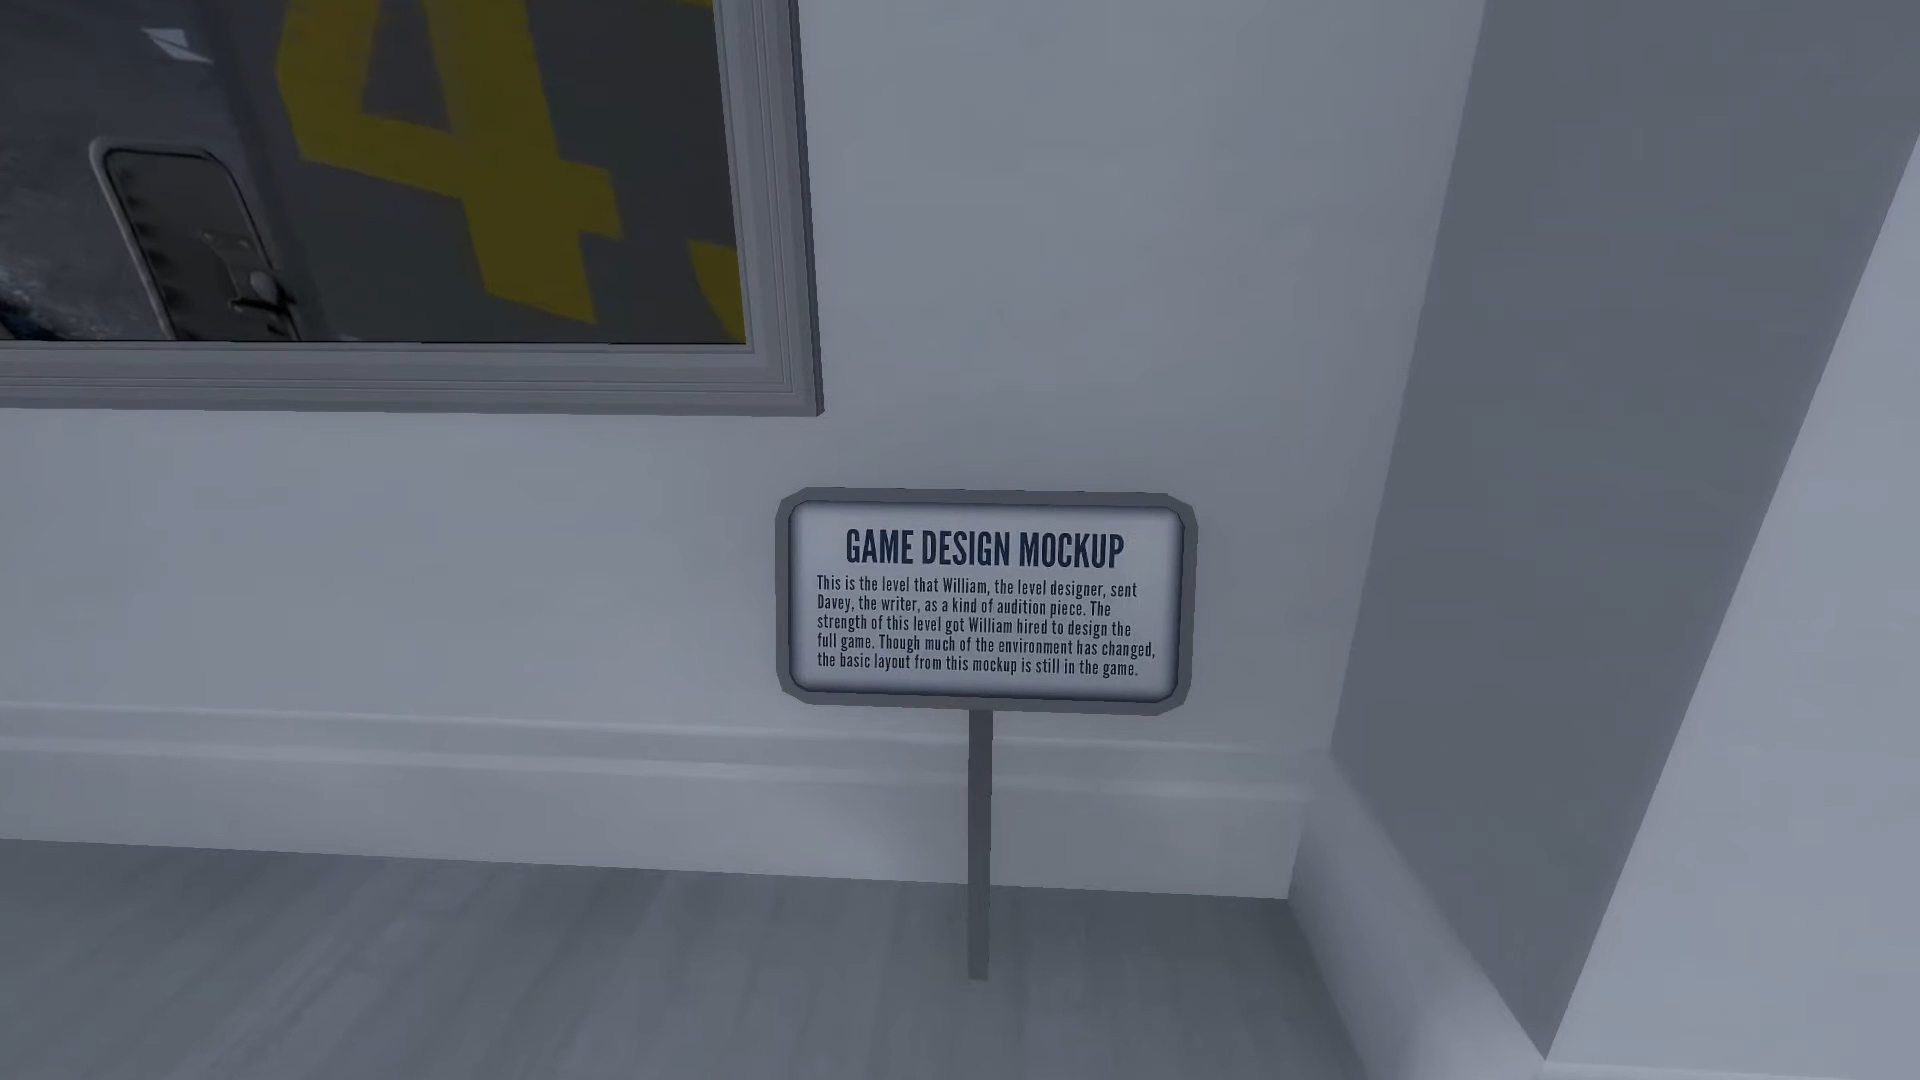 4
GAME DESIGN MOCKUP
This is the level that William, the level designer, sent
Davey, the writer, as a kind of audition piece. The
strength of this level got William hired to design the
full game. Though much of the environment has changed,
the basic layout from this mockup is still in the game.